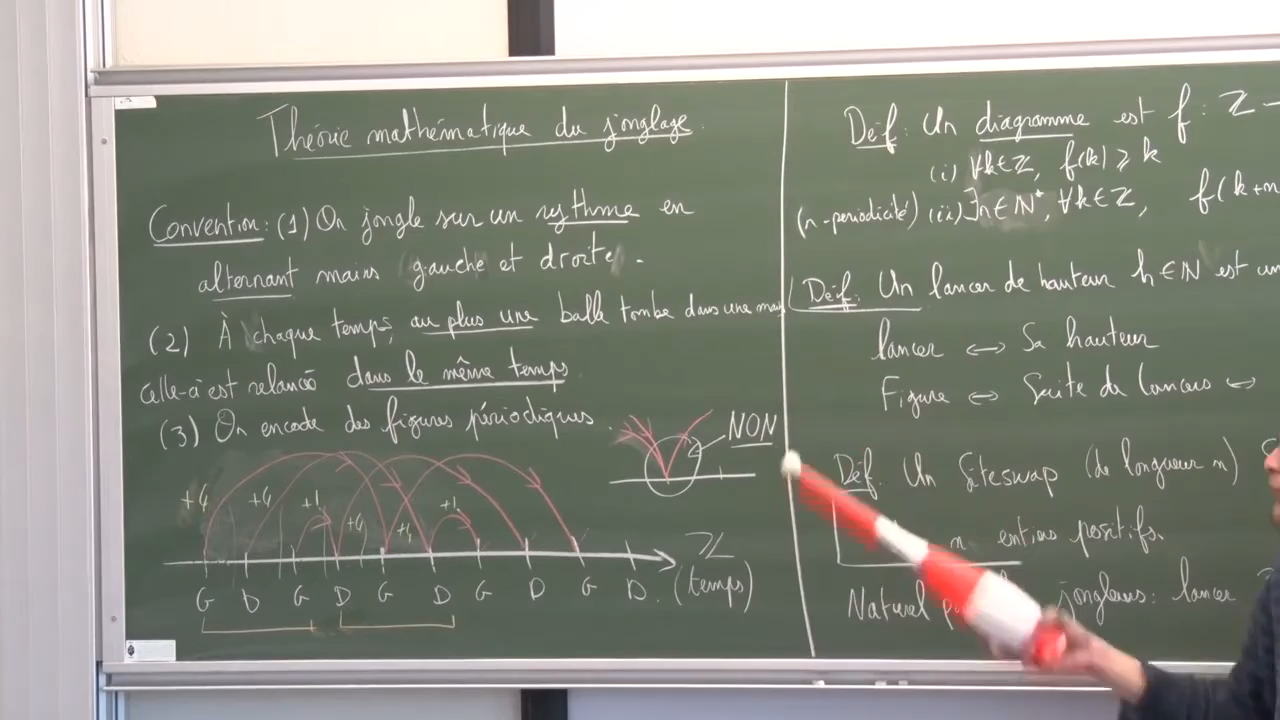 Théorie mathématique du jonglage.
Convention: (1) On jongle sur un rythme en
alternant mains gauche et droite.
(2) À chaque temps, au plus une balle tombe dans une main
Celle-ci est relancé dans le même temps
(3) On encode des figures périodiques.
NON
+4 +4 +1 +4 +4 +1
G D G D G D G D G D.
ℤ
(temps)
Déf: Un diagramme est f: ℤ
(i) ∀k∈ℤ, f(k) ⩾ k
(n-periodicité) (ii) ∃n∈ℕ*, ∀k∈ℤ, f(k+n
Déf. Un lancer de hauteur h∈ℕ est un
lancer ↔ Sa hauteur
Figure ↔ Suite de lancers ↔
Déf. Un Siteswap (de longueur n)
n entiers positifs.
Natural jongleurs: lancer